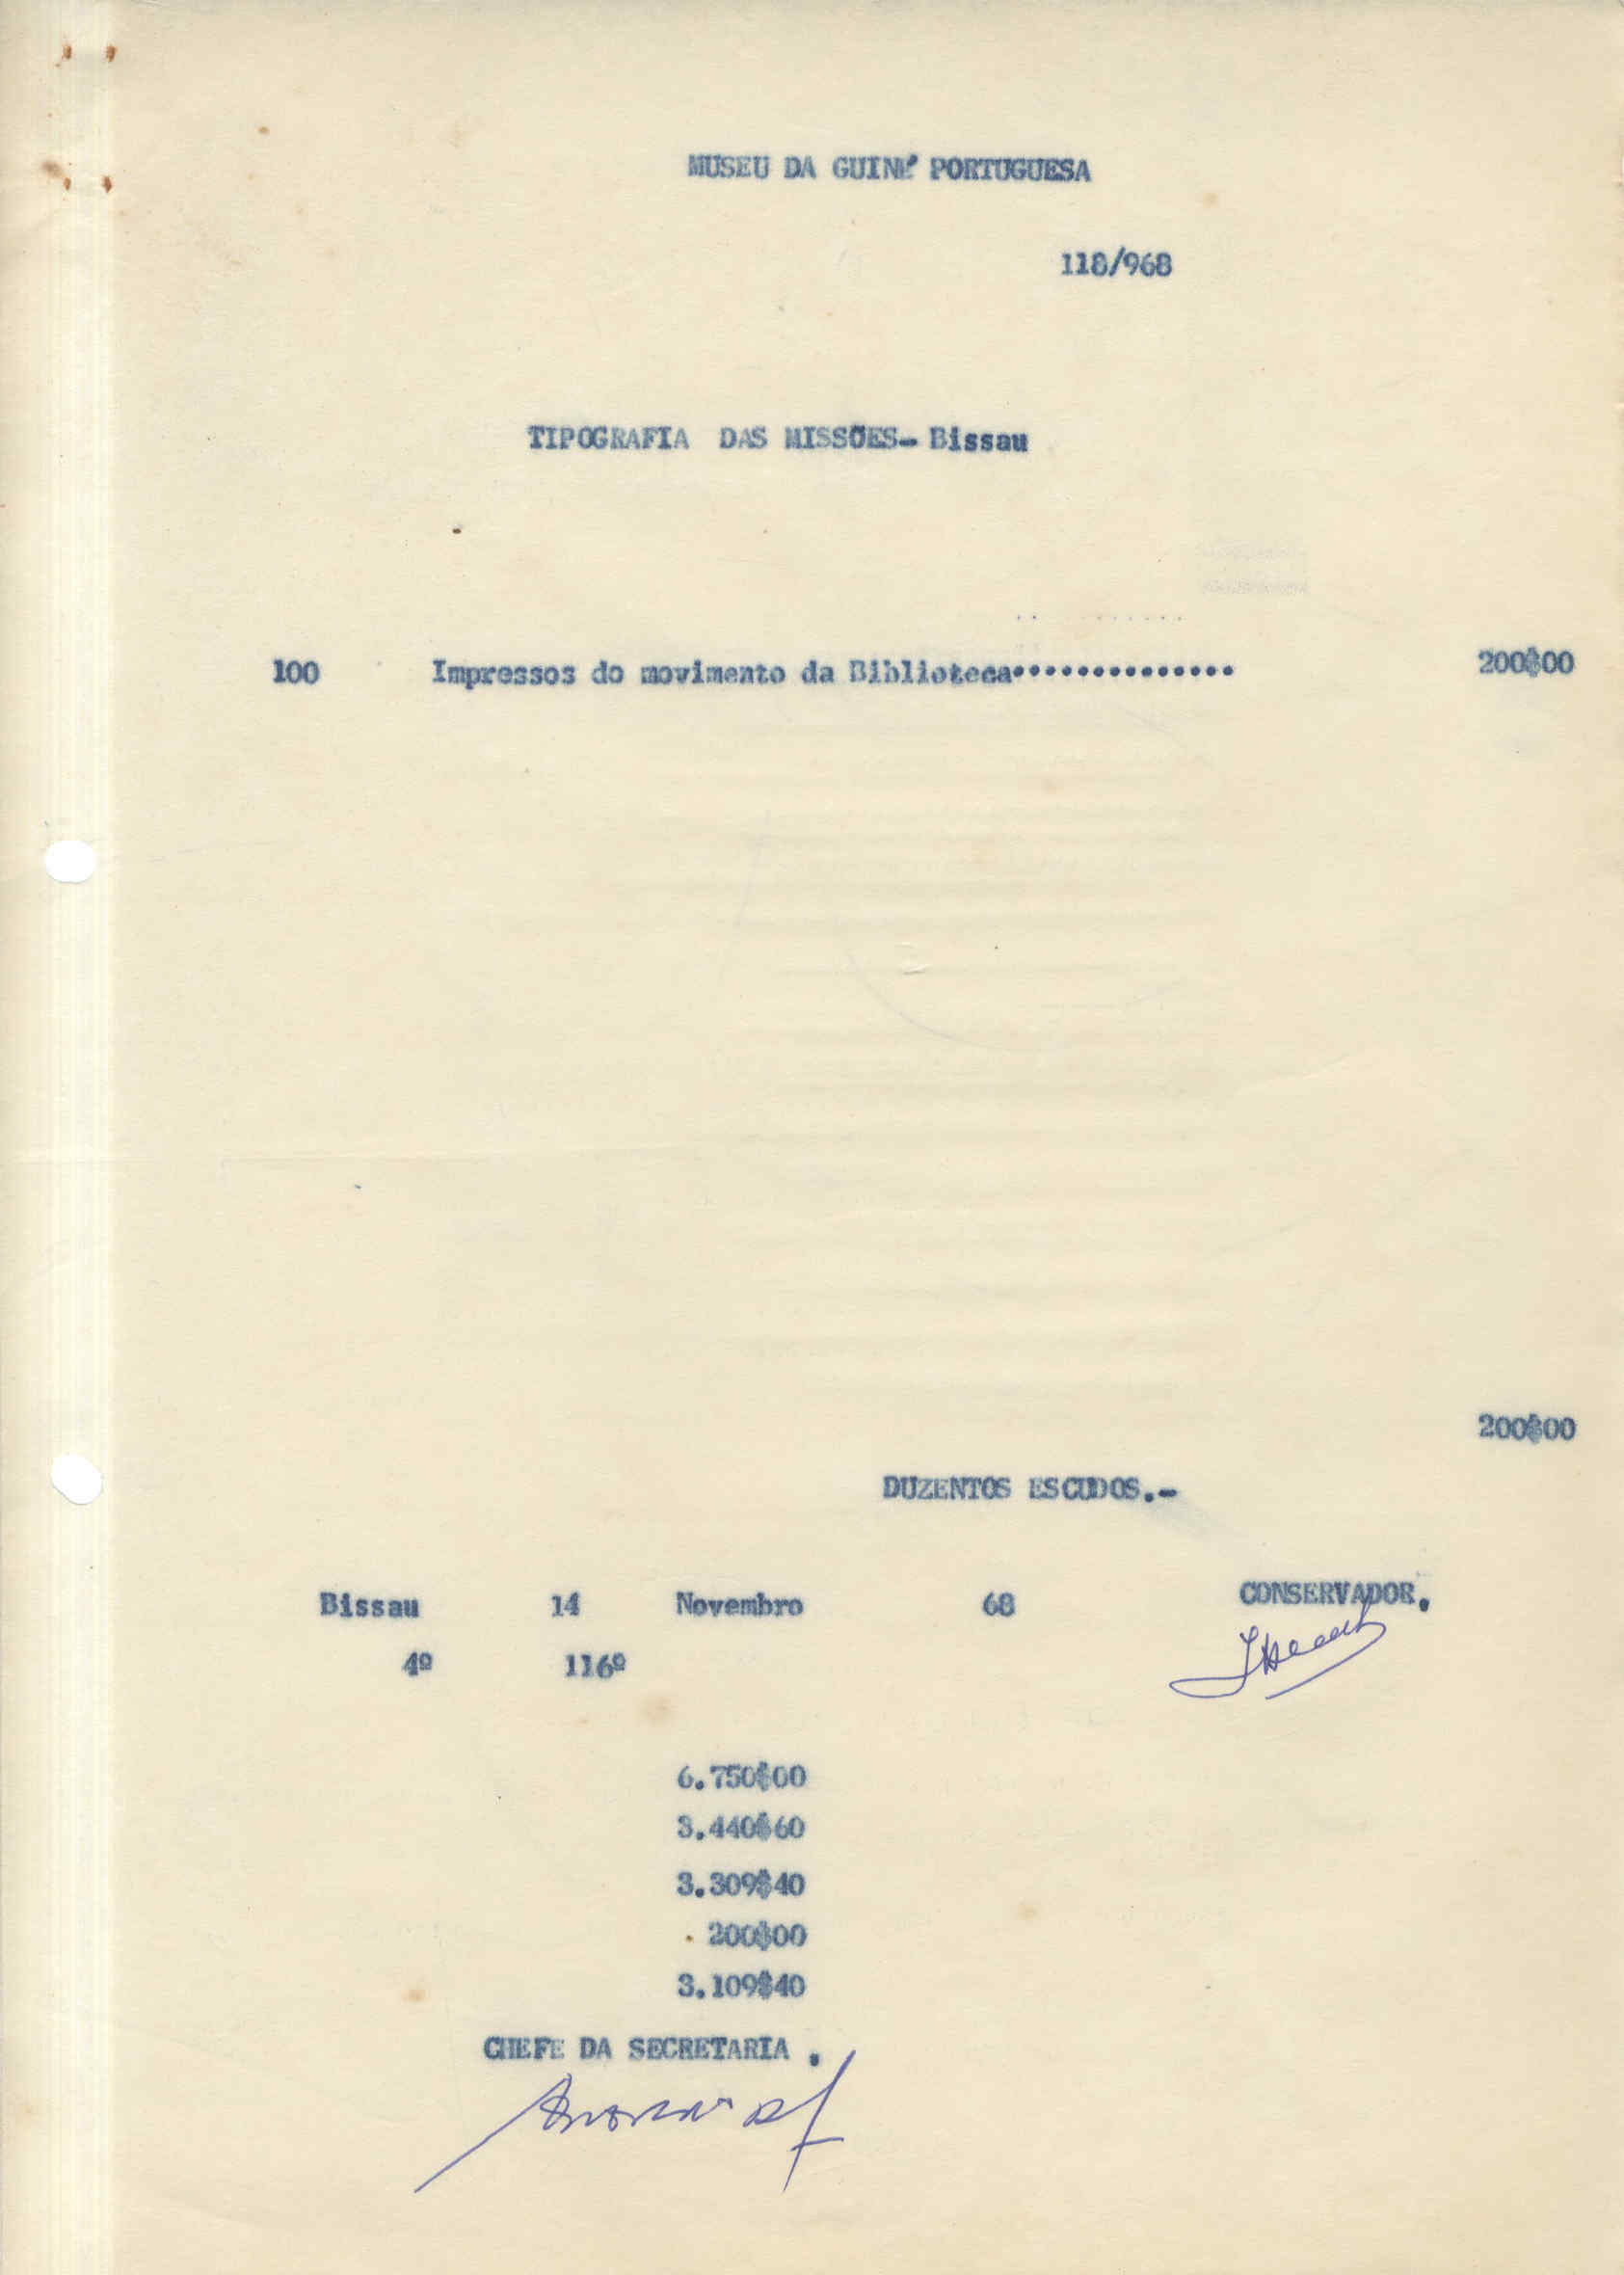 MUSEU DA GUINÉ PORTUGUESA
118/968
TIPOGRAFIA DAS MISSÕES- Bissau
100 Impressos do movimento da Biblioteca.............. 200$00
200$00
DUZENTOS ESCUDOS.-
Bissau 14 Novembro 68 CONSERVADOR.
4º 116º
6.750$00
3.440$60
3.309$40
200$00
3.109$40
CHEFE DA SECRETARIA .